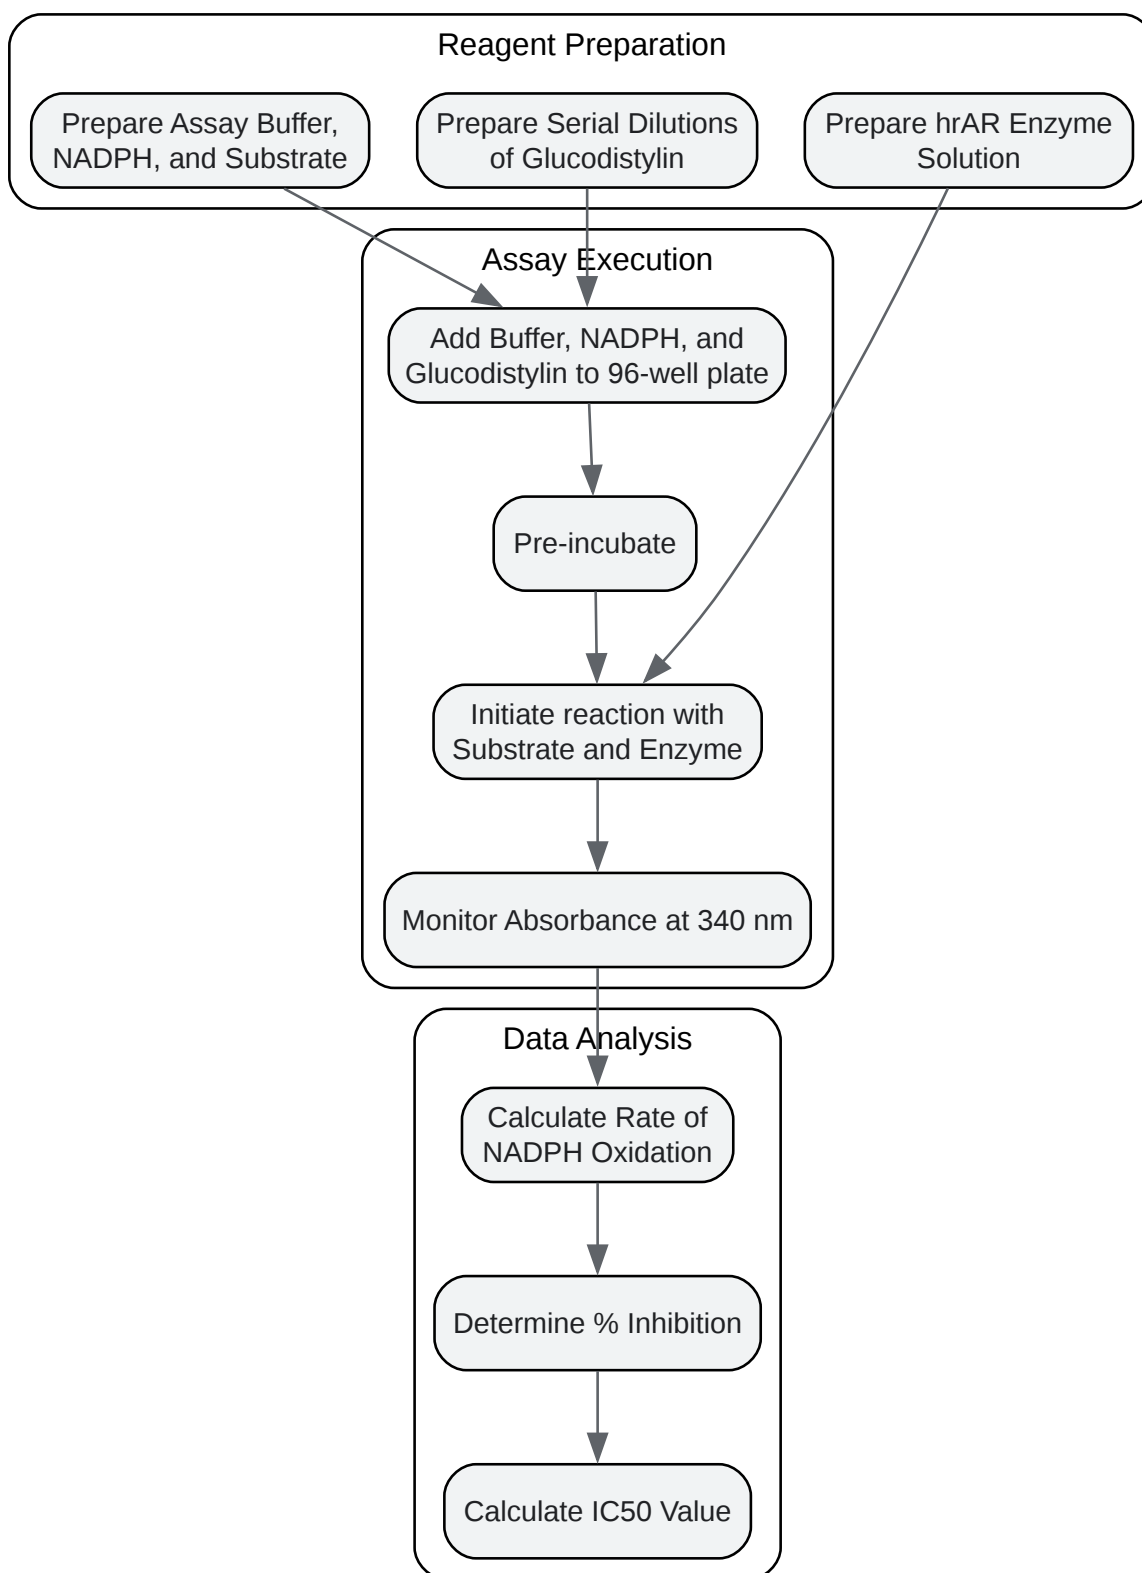 Reagent Preparation
Prepare Assay Buffer,
NADPH, and Substrate
Prepare Serial Dilutions
of Glucodistylin
Prepare hrAR Enzyme
Solution
Assay Execution
Add Buffer, NADPH, and
Glucodistylin to 96-well plate
Pre-incubate
Initiate reaction with
Substrate and Enzyme
Monitor Absorbance at 340 nm
Data Analysis
Calculate Rate of
NADPH Oxidation
Determine % Inhibition
Calculate IC50 Value